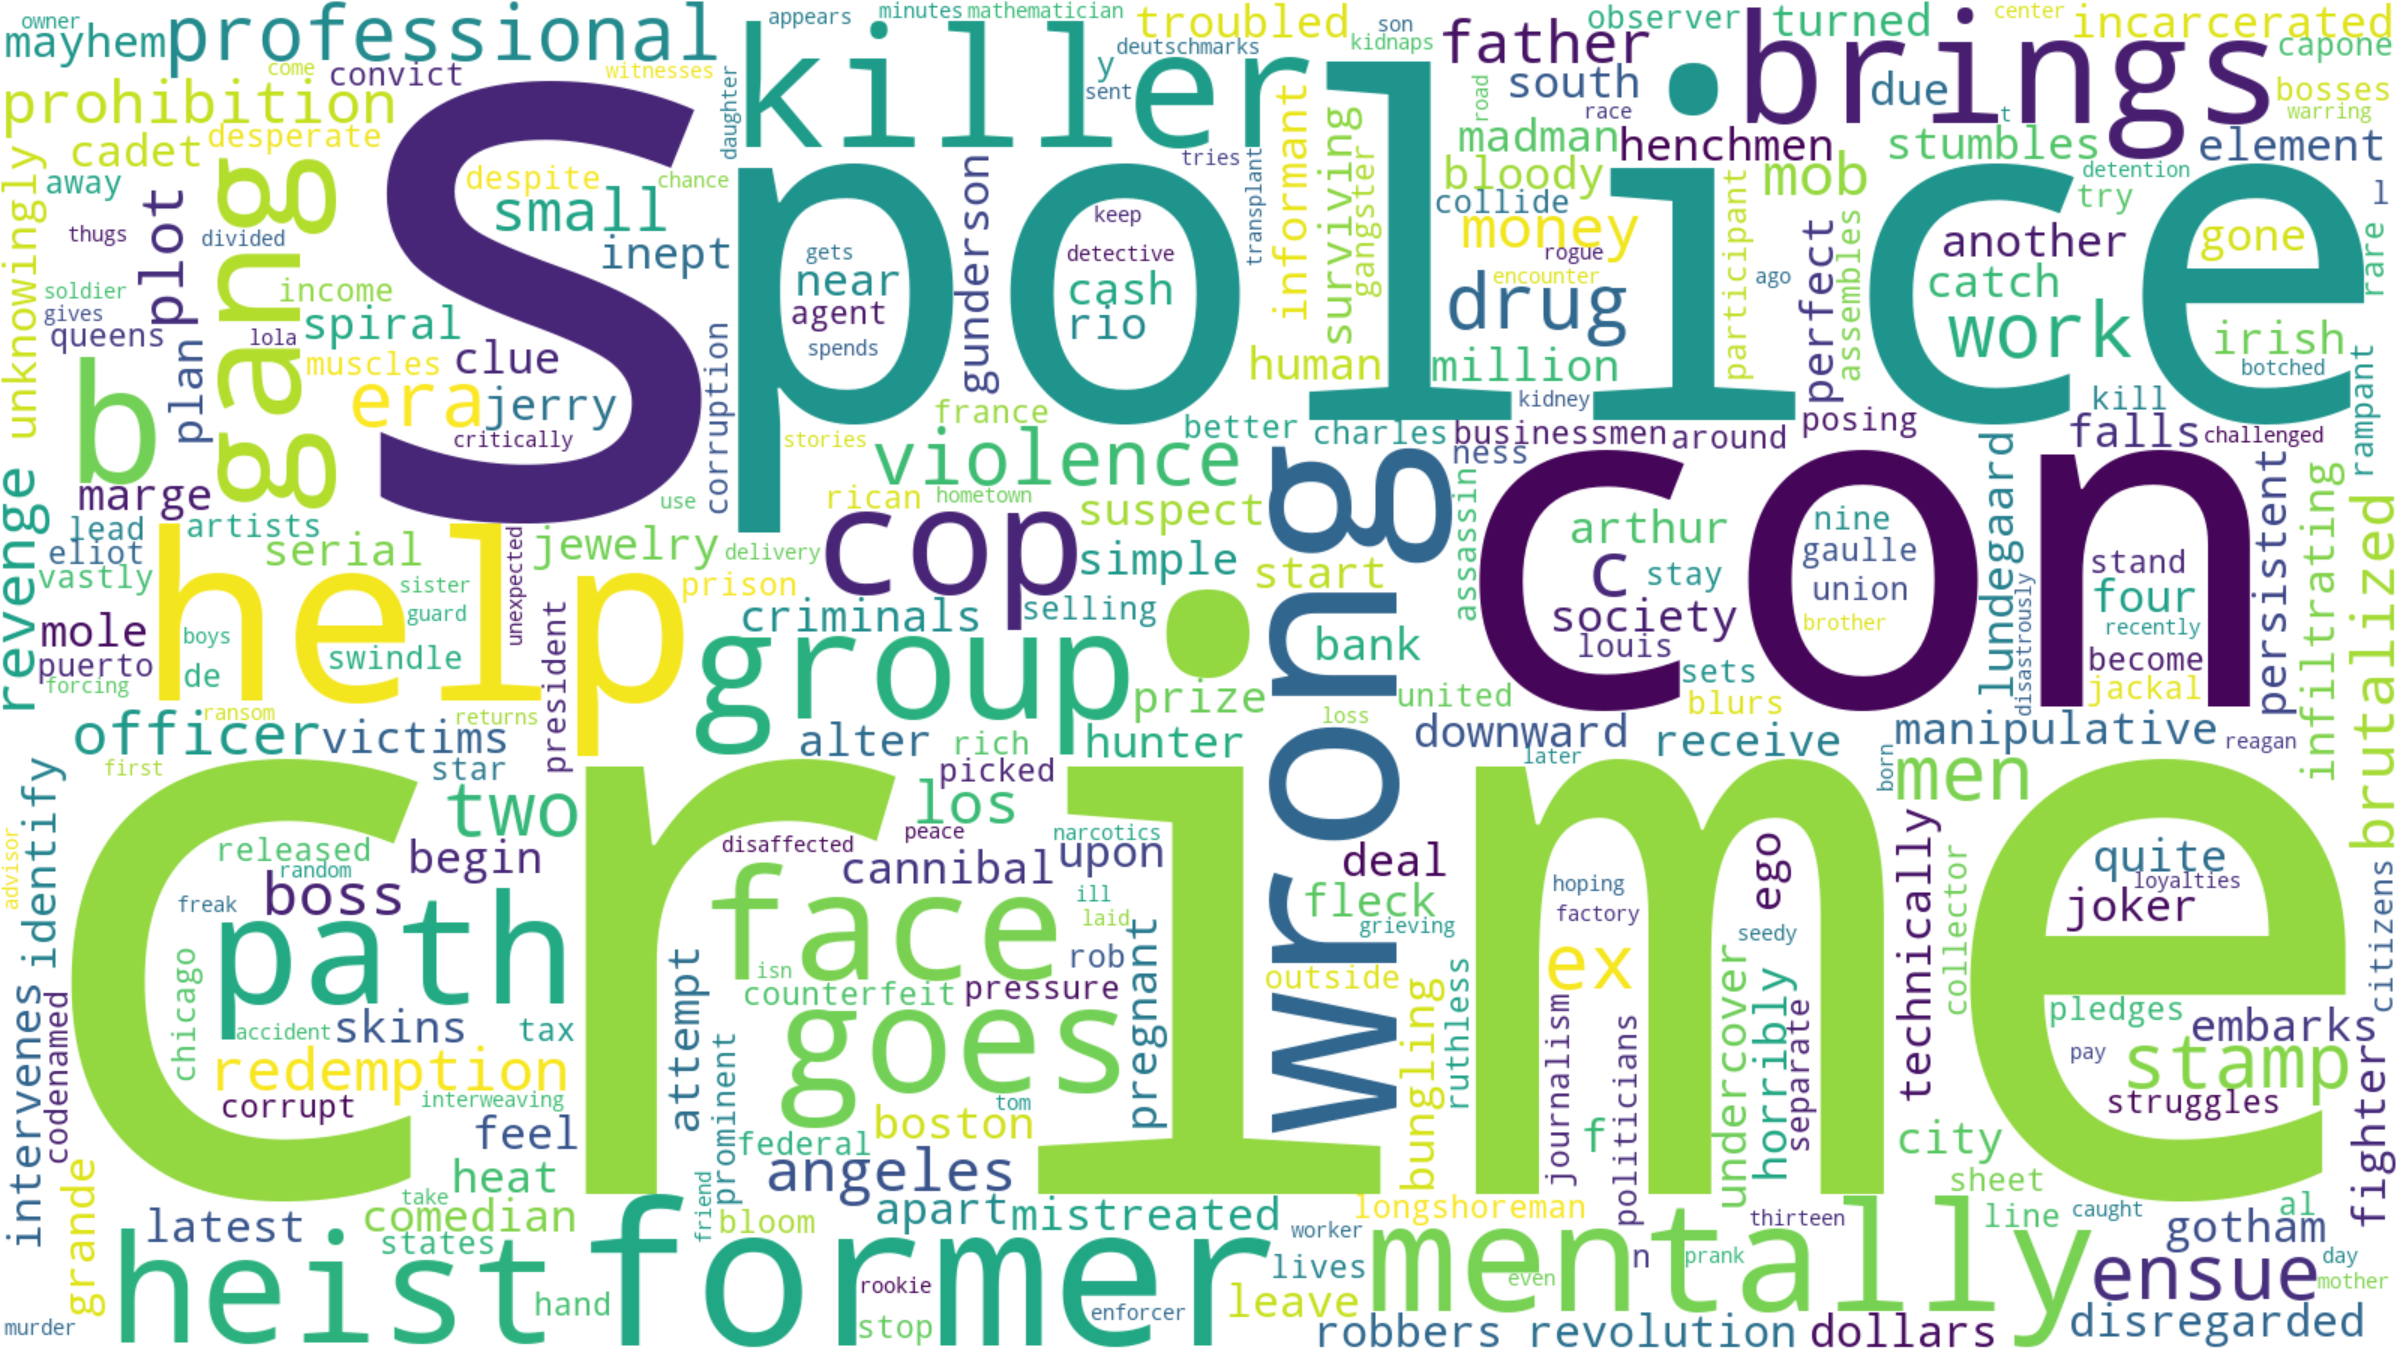 owner
mayhem
professional
appears
minutes
mathematician
troubled
son
kidnaps
observer
turned
center
incarcerated
capone
come
convict
witnesses
killer
deutschmarks
y
sent
father
south
race
due
brings
bosses
warring
t
prohibition
desperate
cadet
daughter
informant
surviving
gangster
road
madman
henchmen
stumbles
element
unknowingly
away
plot
gang
S
despite
small
chance
inept
police
tries
transplant
bloody
collide
money
rogue
encounter
mob
detention
try
l
rare
thugs
divided
soldier
gives
queens
income
spiral
lola
muscles
clue
era
jerry
critically
gets
near
agent
spends
gunderson
keep
detective
cash
rio
human
drug
million
participant
ago
perfect
assembles
another
catch
work
gone
irish
botched
rampant
b
plan
corruption
france
stories
violence
better
charles
kidney
businessmen
ness
around
posing
kill
falls
challenged
revenge
marge
lead
artists
eliot
serial
vastly
use
rican
hometown
suspect
jewelry
delivery
cop
simple
start
assassin
wrong
con
arthur
c
stay
society
louis
nine
gaulle
union
brother
lundegaard
disastrously
stand
four
recently
become
jackal
persistent
infiltrating
brutalized
help
unexpected
sister
guard
prison
mole
boys
puerto
de
swindle
forcing
president
criminals
selling
group
bank
prize
united
sets
blurs
officer
ransom
victims
returns
first
star
alter
rich
hunter
loss
downward
receive
later
manipulative
reagan
identify
two
picked
los
born
men
advisor
crime
released
random
begin
boss
freak
path
disaffected
peace
narcotics
cannibal
upon
face
ill
laid
rob
isn
deal
fleck
grieving
hoping
factory
ego
seedy
technically
collector
quite
loyalties
joker
citizens
intervenes
codenamed
chicago
accident
skins
tax
redemption
corrupt
interweaving
attempt
counterfeit
pressure
goes
pregnant
outside
bungling
ruthless
ex
journalism
politicians
undercover
horribly
separate
pledges
embarks
pay
stamp
struggles
fighter
feel
prominent
tom
boston
federal
f
city
grande
heat
angeles
sheet
latest
take
comedian
states
friend
bloom
apart
mistreated
longshoreman
thirteen
line
caught
al
gotham
heist
former
worker
lives
n
prank
mentally
ensue
day
mother
hand
rookie
enforcer
leave
even
murder
stop
robbers
revolution
dollars
disregarded